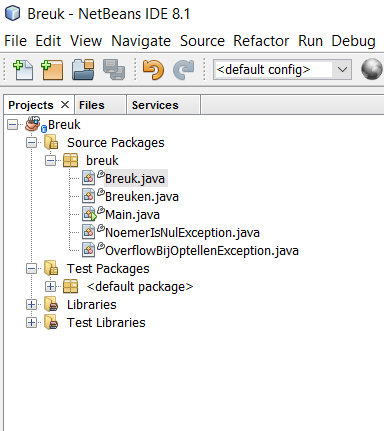 Breuk - NetBeans IDE 8.1
File Edit View Navigate Source Refactor Run Debug
<default config>
Projects Files Services
Breuk
Source Packages
breuk
Breuk.java
Breuken.java
Main.java
NoemerIsNulException.java
OverflowBijOptellenException.java
Test Packages
<default package>
Libraries
Test Libraries